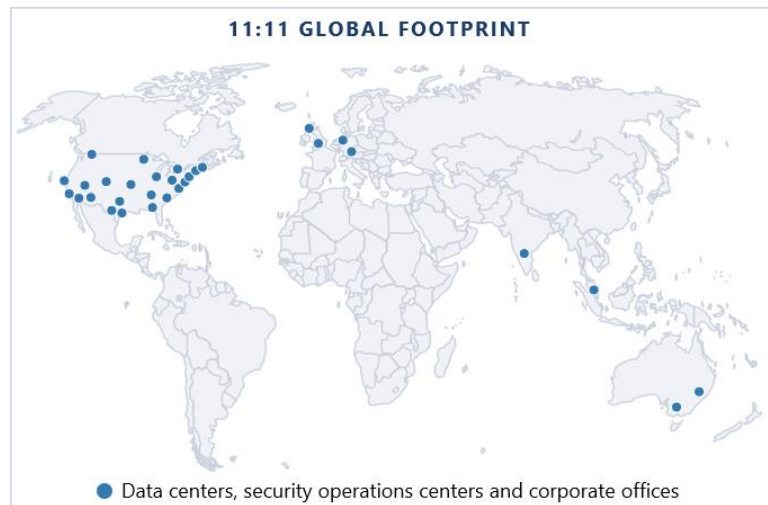 11:11 GLOBAL FOOTPRINT
Data centers, security operations centers and corporate offices